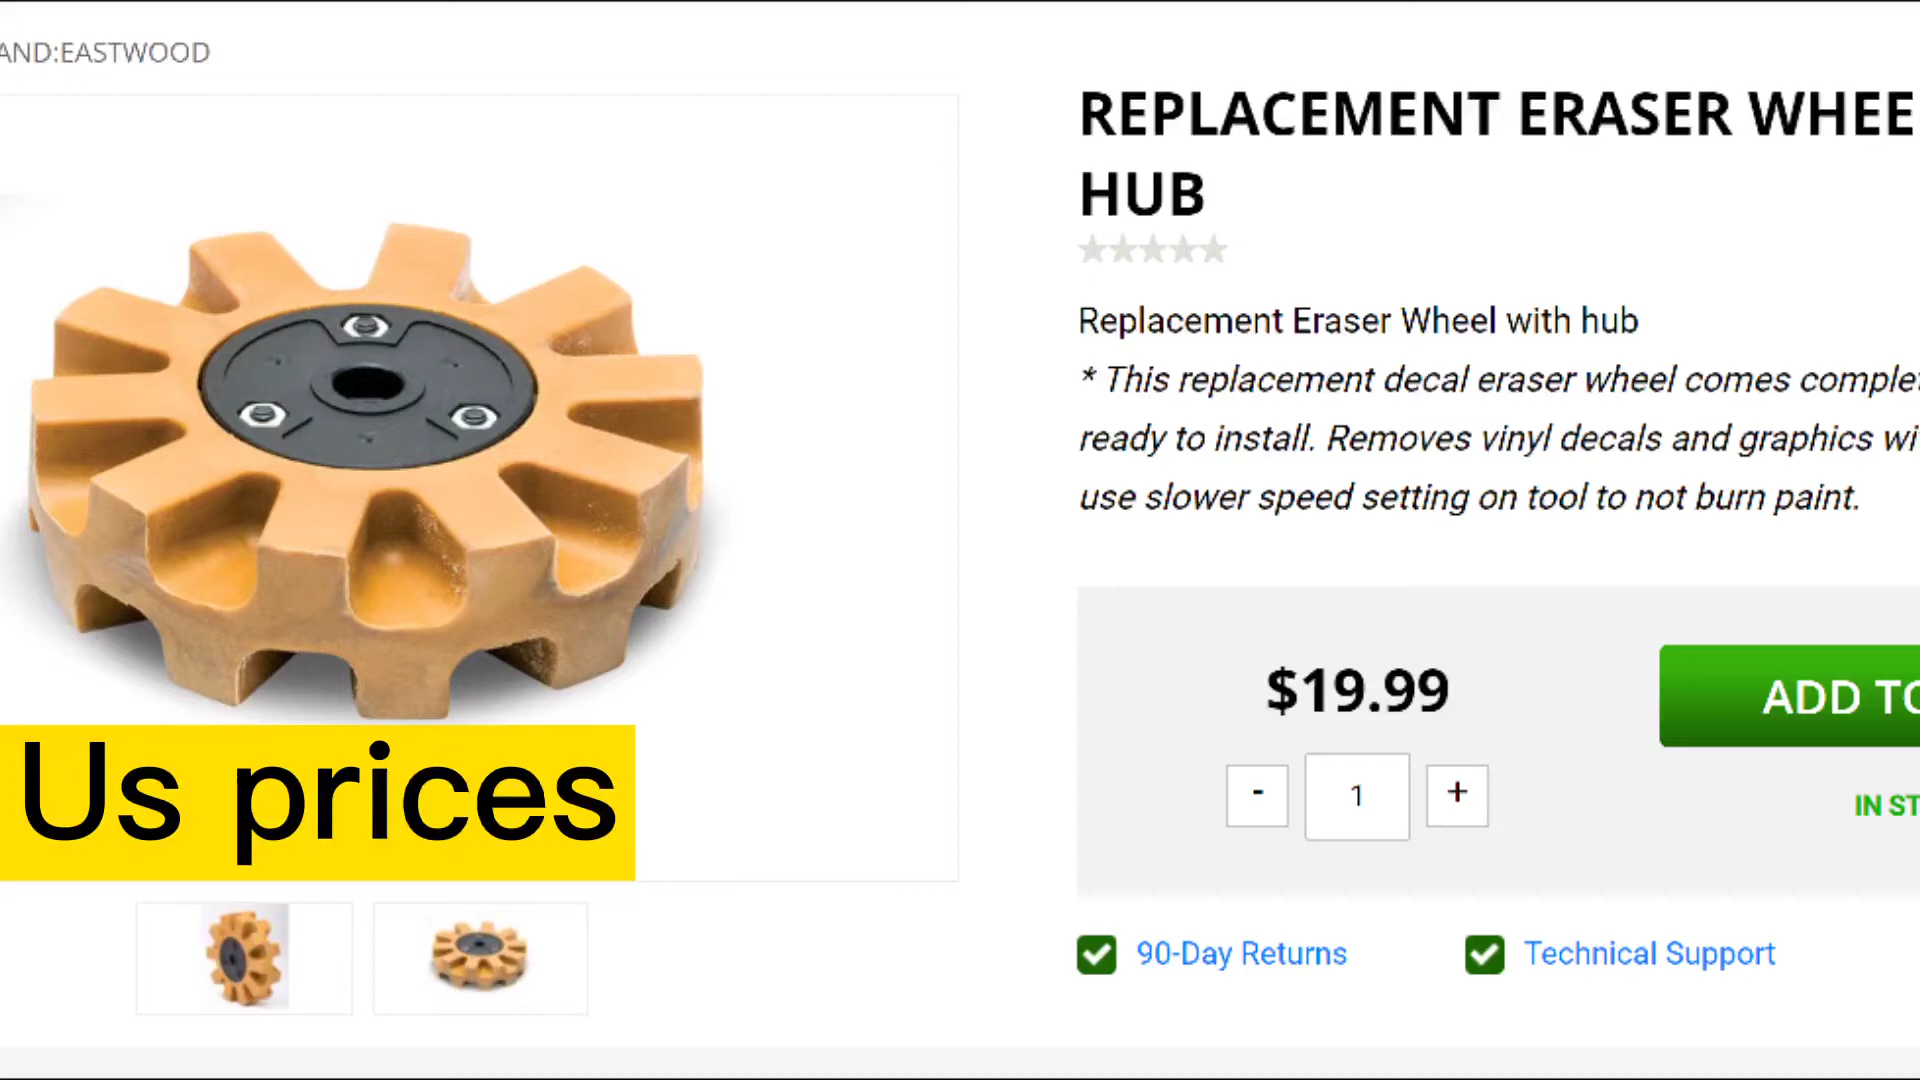 AND:EASTWOOD
REPLACEMENT ERASER WHEE
HUB
Replacement Eraser Wheel with hub
* This replacement decal eraser wheel comes comple
ready to install. Removes vinyl decals and graphics wi
use slower speed setting on tool to not burn paint.
$19.99
ADD TO
- 1 +
IN ST
Us prices
90-Day Returns
Technical Support